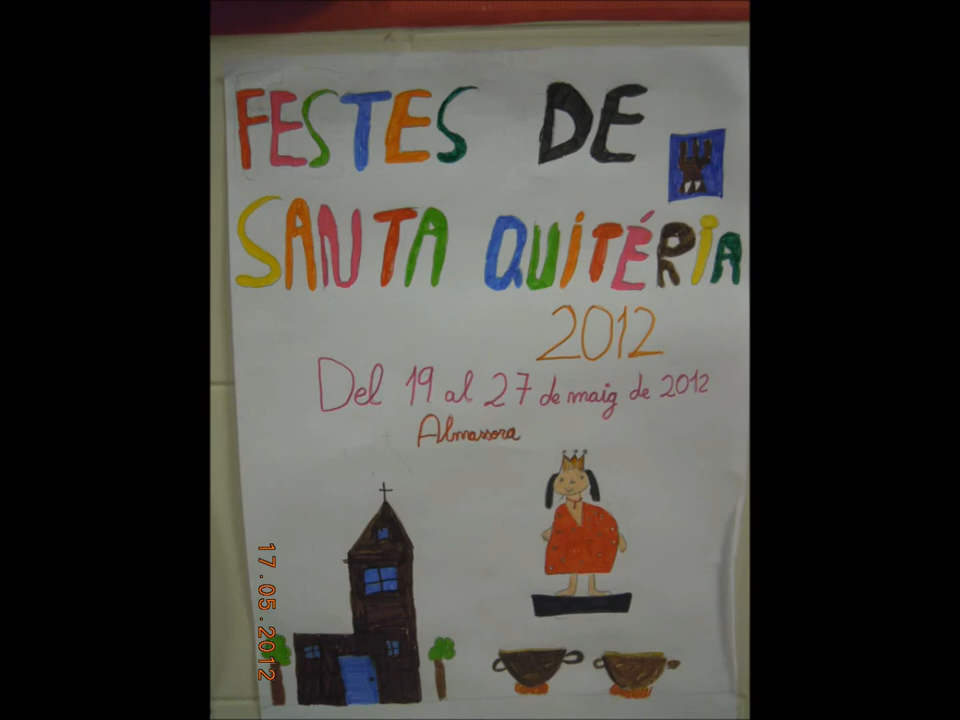 FESTES DE
SANTA QUITÉRIA
2012
Del 19 al 27 de maig de 2012
Almassora
17.05.2012